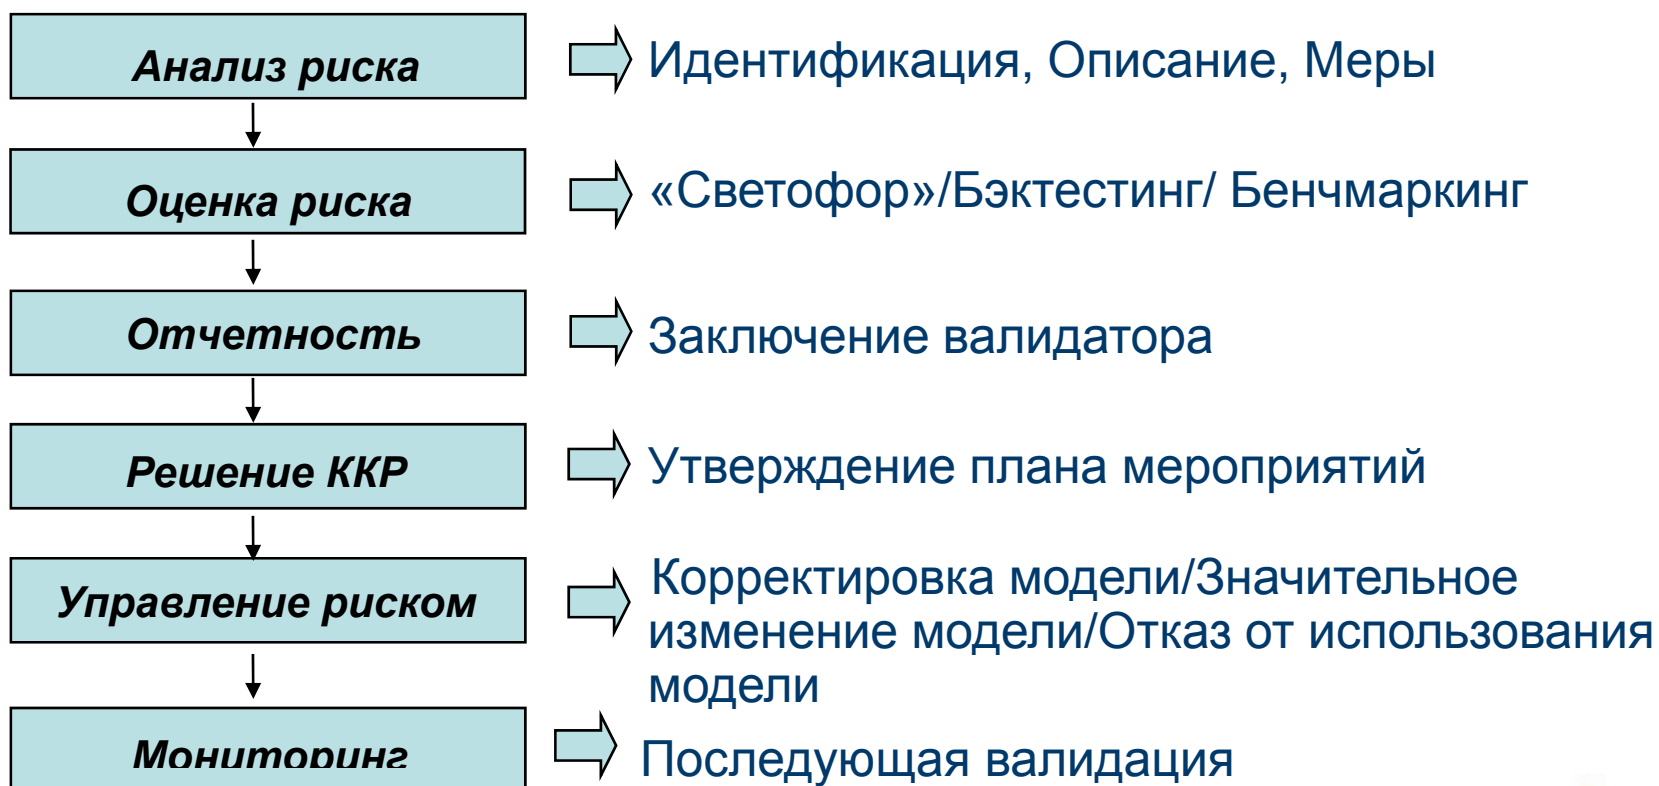 Анализ риска
Идентификация, Описание, Меры
Оценка риска
«Светофор»/Бэктестинг/ Бенчмаркинг
Отчетность
Заключение валидатора
Решение ККР
Утверждение плана мероприятий
Управление риском
Корректировка модели/Значительное
изменение модели/Отказ от использования
модели
Мониторинг
Последующая валидация